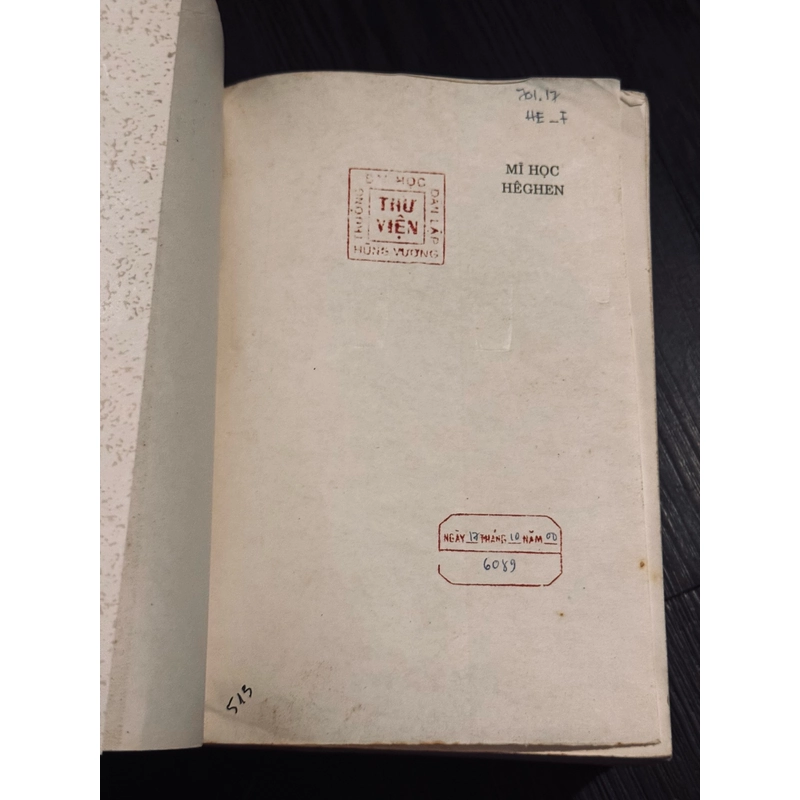 701.17
HE_I
MĨ HỌC
HÊGHEN
TRƯỜNG ĐẠI HỌC DÂN LẬP
THƯ
VIỆN
HÙNG VƯƠNG
NGÀY 17 THÁNG 10 NĂM 00
6089
515